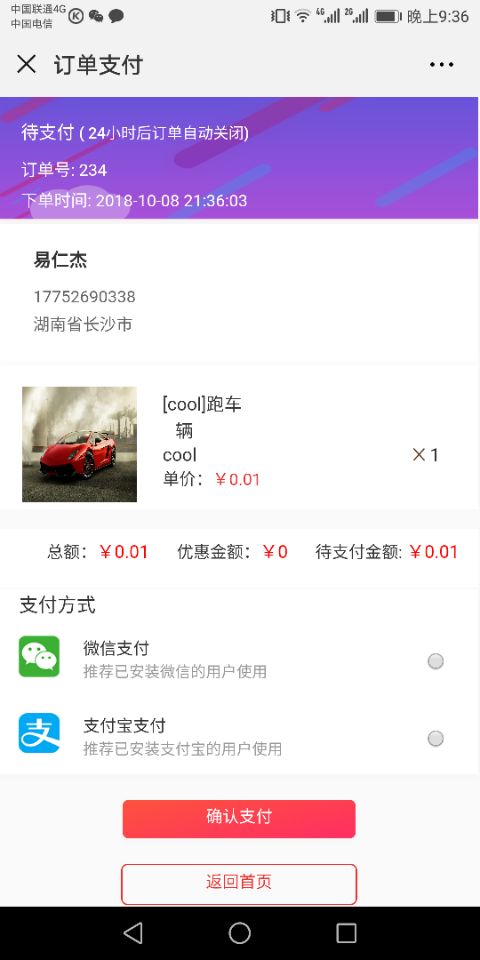 中国联通4G
中国电信
4G
2G
晚上9:36
订单支付
待支付 ( 24小时后订单自动关闭)
订单号: 234
下单时间: 2018-10-08 21:36:03
易仁杰
17752690338
湖南省长沙市
[cool]跑车
辆
cool
×1
单价：￥0.01
总额：￥0.01 优惠金额：￥0 待支付金额:￥0.01
支付方式
微信支付
推荐已安装微信的用户使用
支
支付宝支付
推荐已安装支付宝的用户使用
确认支付
返回首页